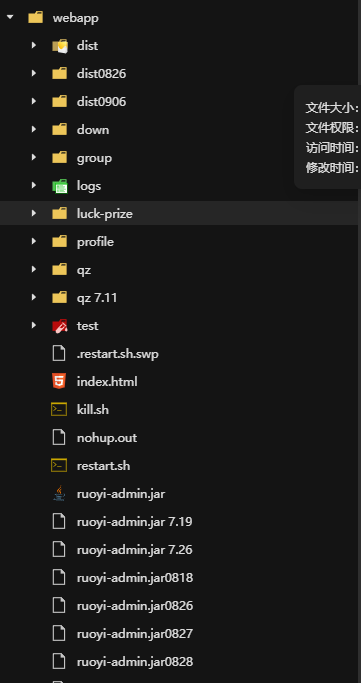 webapp
dist
dist0826
dist0906
down
文件大小:
文件权限:
group
访问时间:
修改时间:
logs
luck-prize
profile
qz
qz 7.11
test
.restart.sh.swp
index.html
kill.sh
nohup.out
restart.sh
ruoyi-admin.jar
ruoyi-admin.jar 7.19
ruoyi-admin.jar 7.26
ruoyi-admin.jar0818
ruoyi-admin.jar0826
ruoyi-admin.jar0827
ruoyi-admin.jar0828